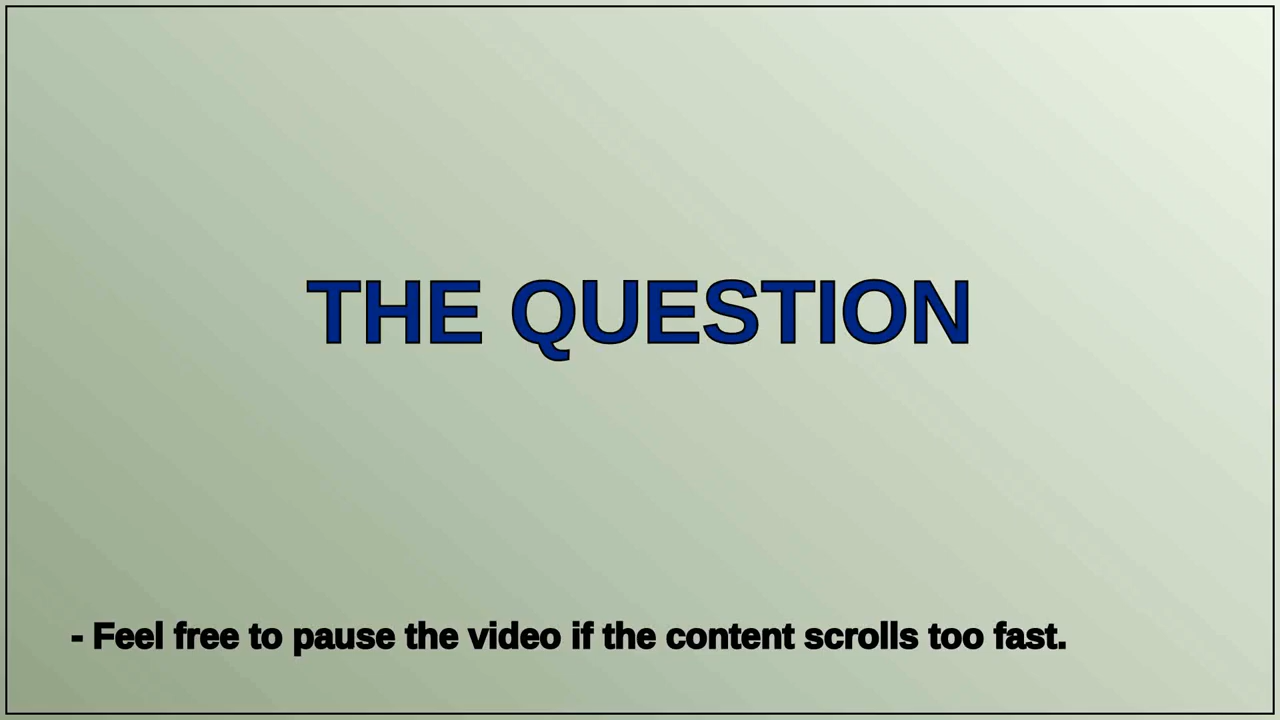 THE QUESTION
- Feel free to pause the video if the content scrolls too fast.